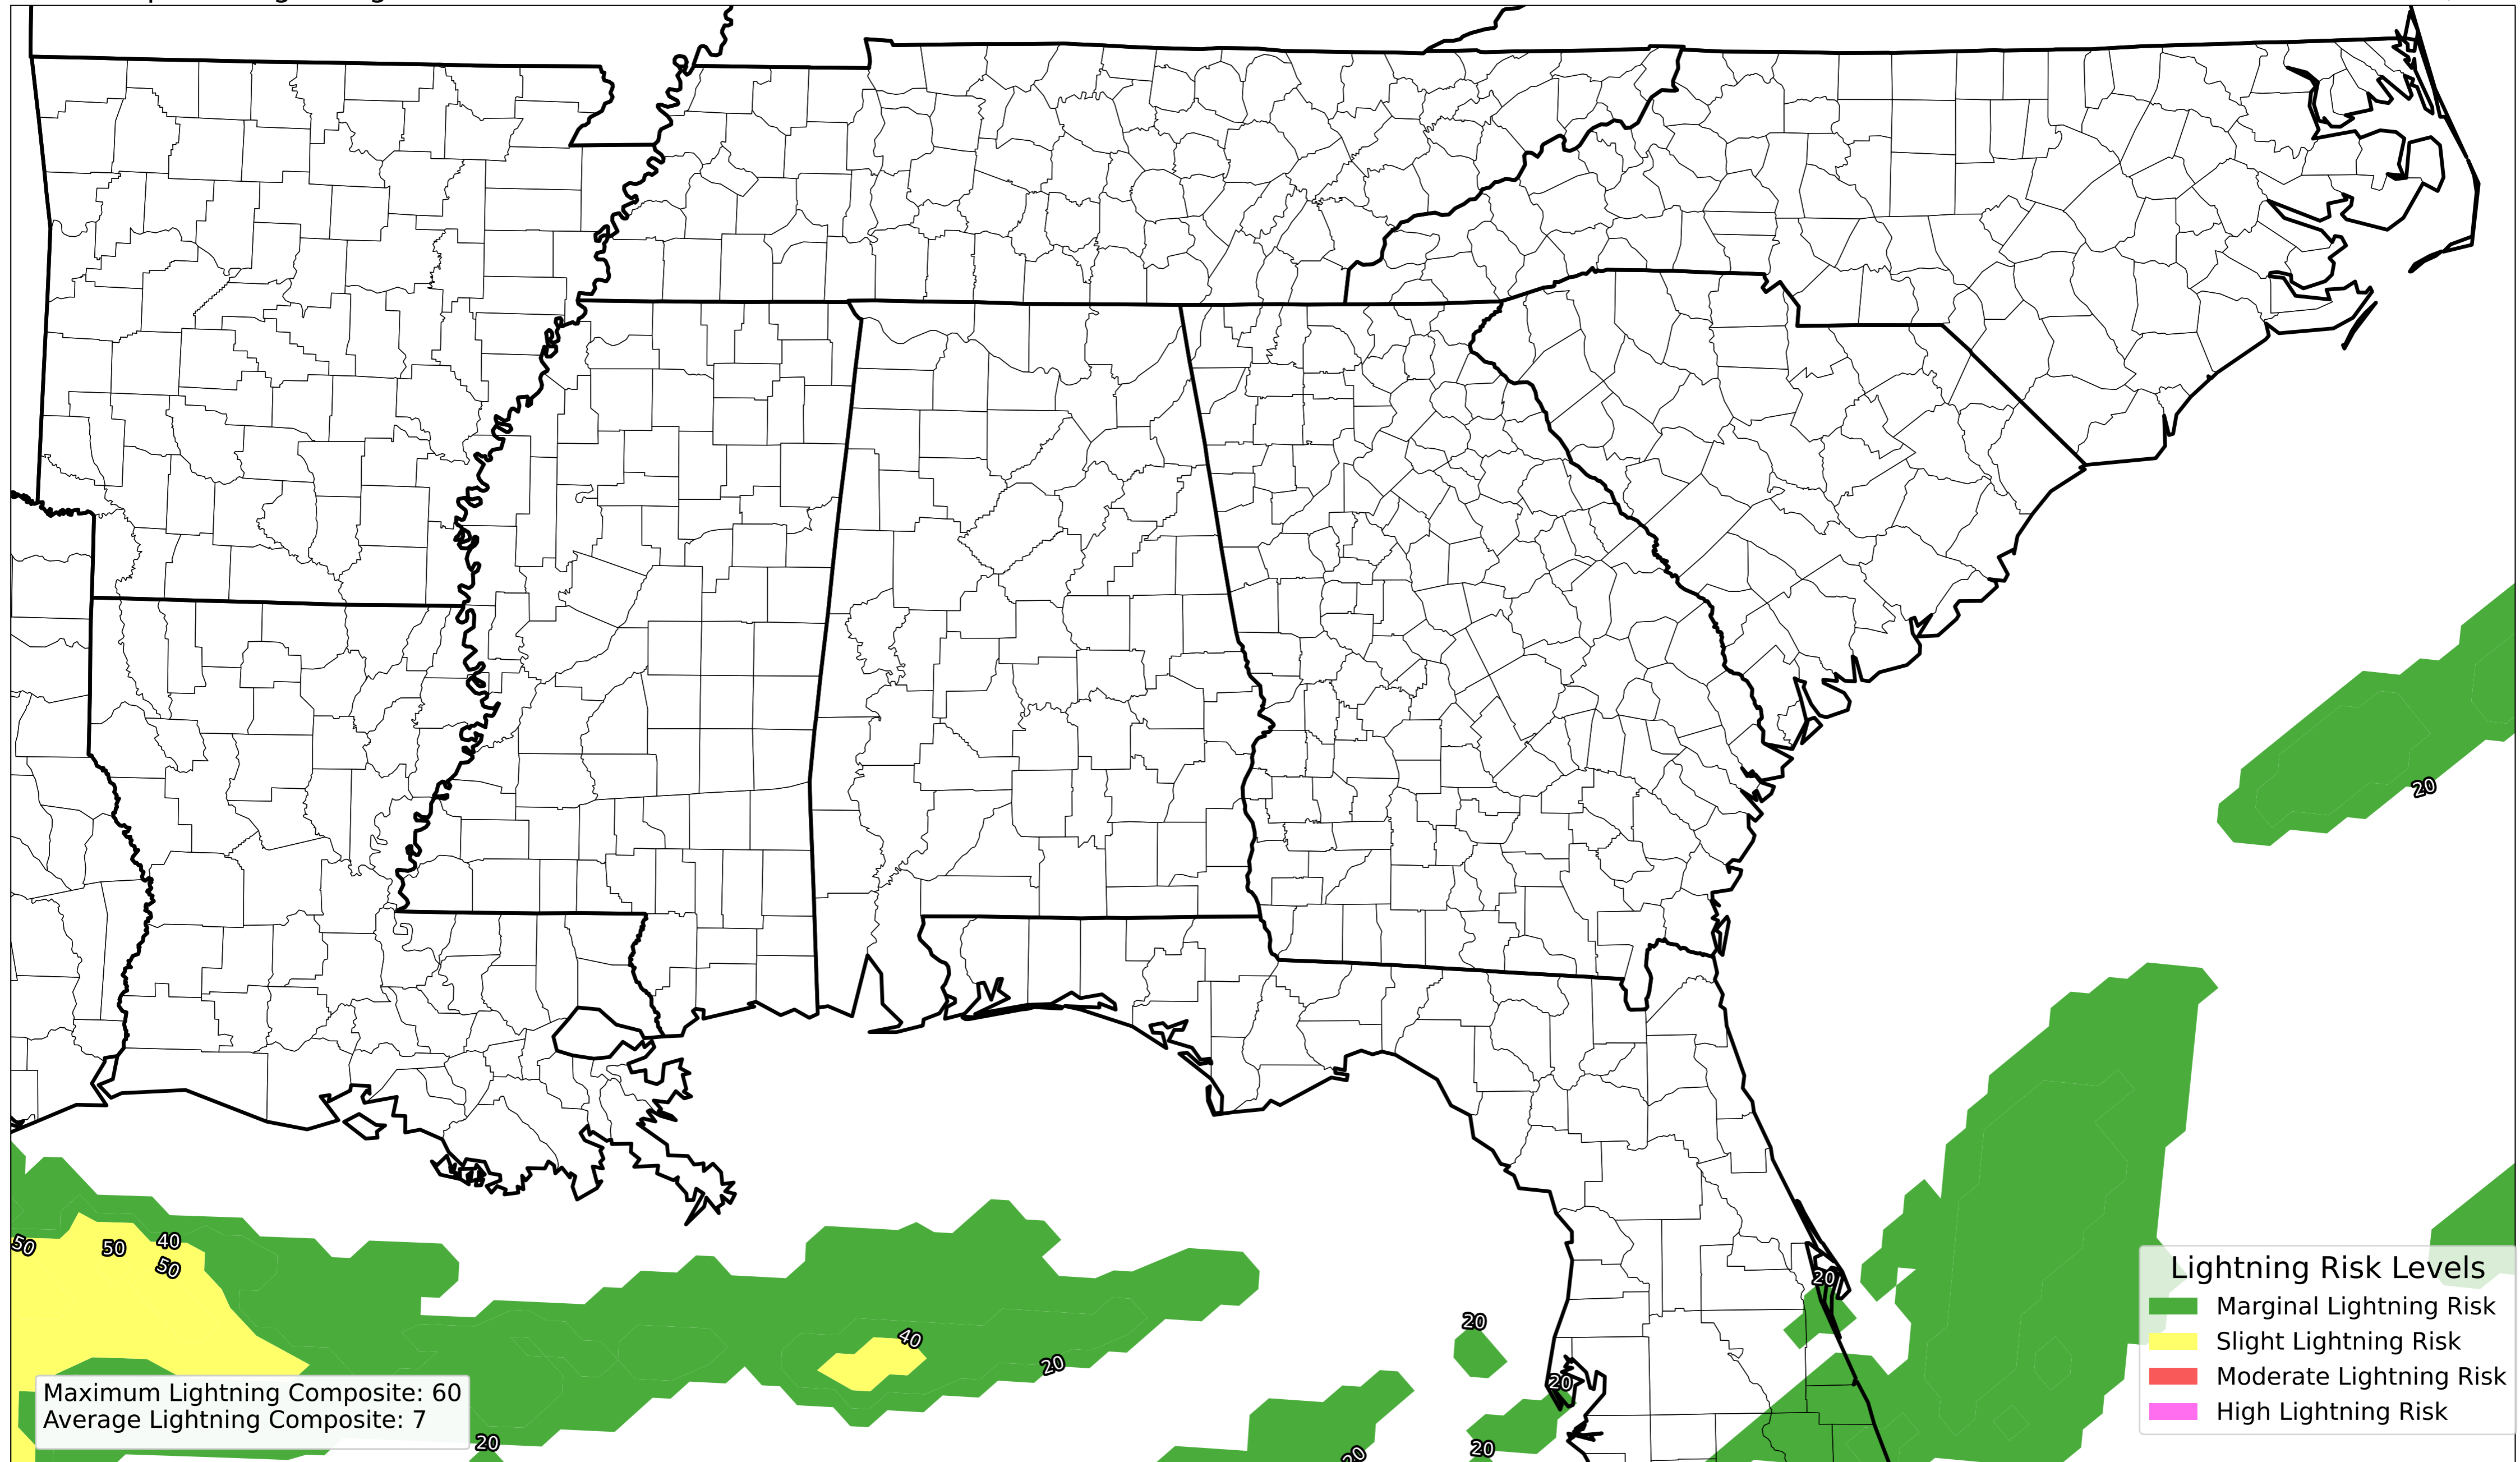 20
50
50
40
50
20
40
20
20
20
20
20
20
Lightning Risk Levels
Marginal Lightning Risk
Slight Lightning Risk
Moderate Lightning Risk
High Lightning Risk
Maximum Lightning Composite: 60
Average Lightning Composite: 7